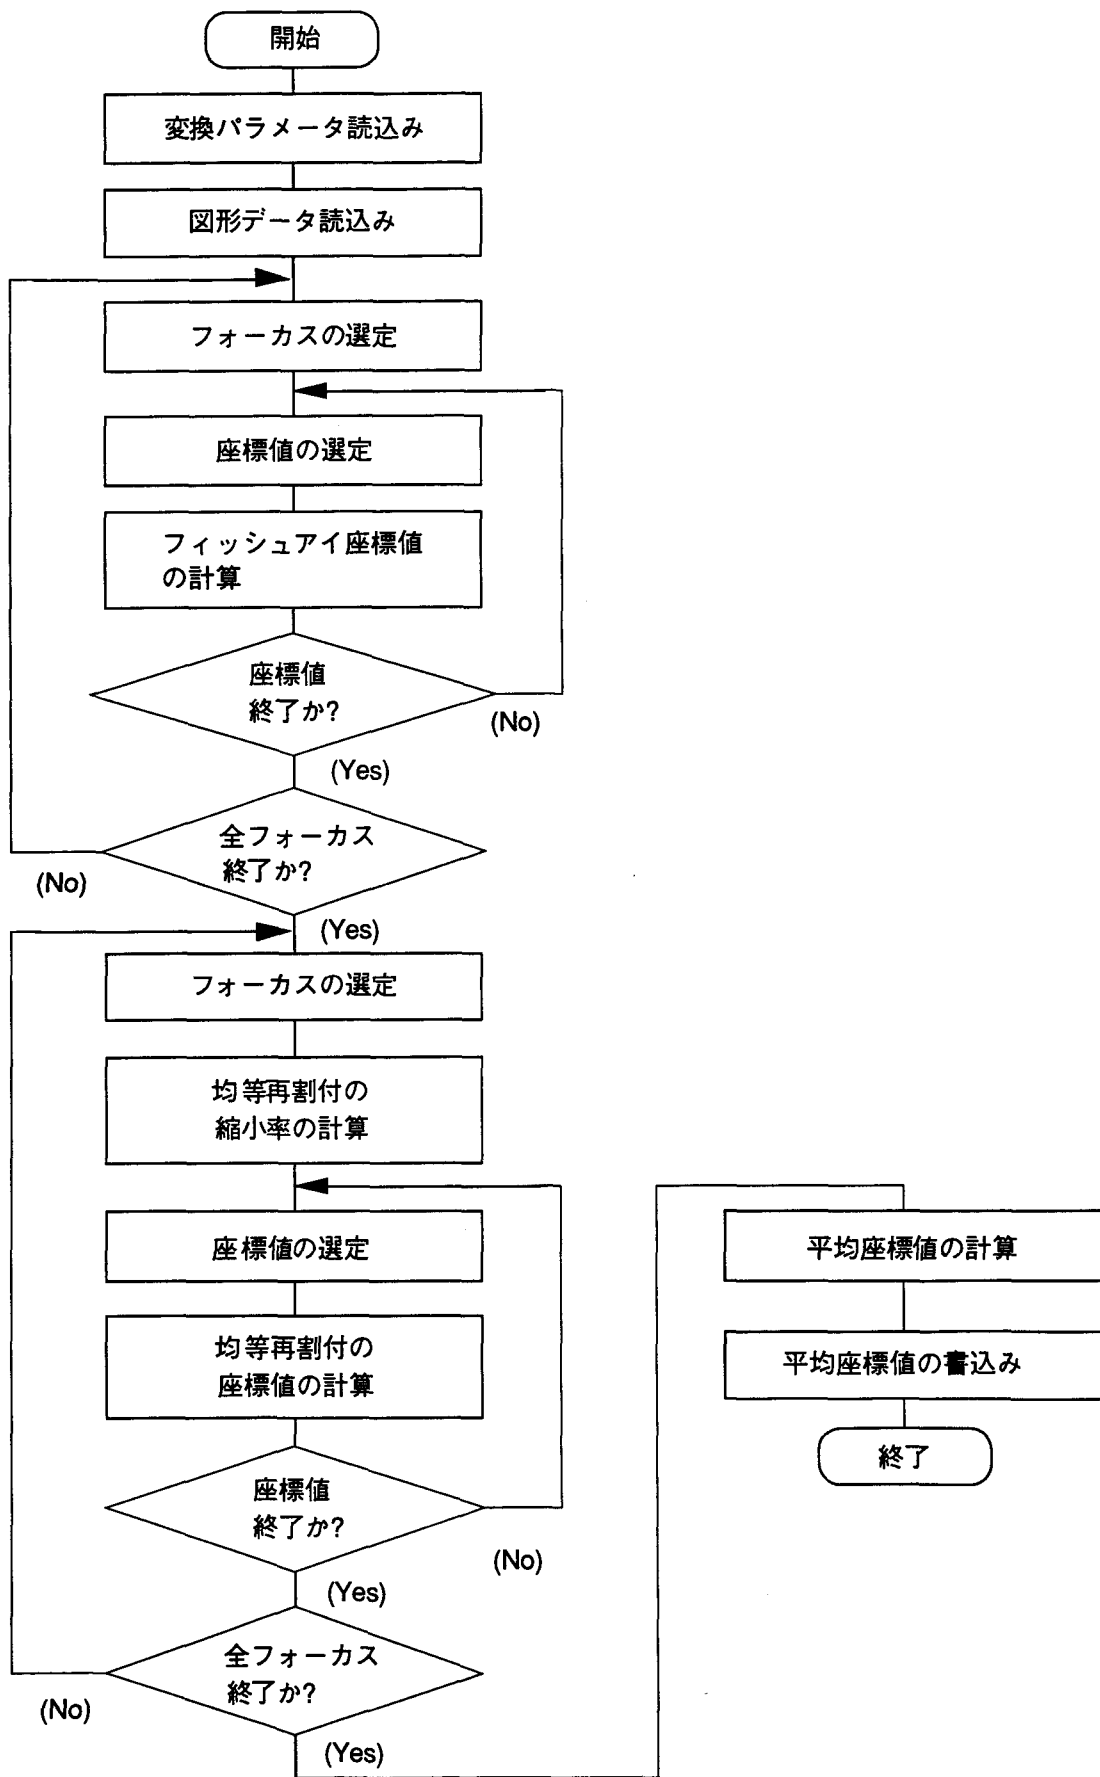 開始
変換パラメータ読込み
図形データ読込み
フォーカスの選定
座標値の選定
フィッシュアイ座標値
の計算
座標値
終了か?
(No)
(Yes)
全フォーカス
終了か?
(No)
(Yes)
フォーカスの選定
均等再割付の
縮小率の計算
座標値の選定
均等再割付の
座標値の計算
座標値
終了か?
(No)
(Yes)
全フォーカス
終了か?
(No)
(Yes)
平均座標値の計算
平均座標値の書込み
終了